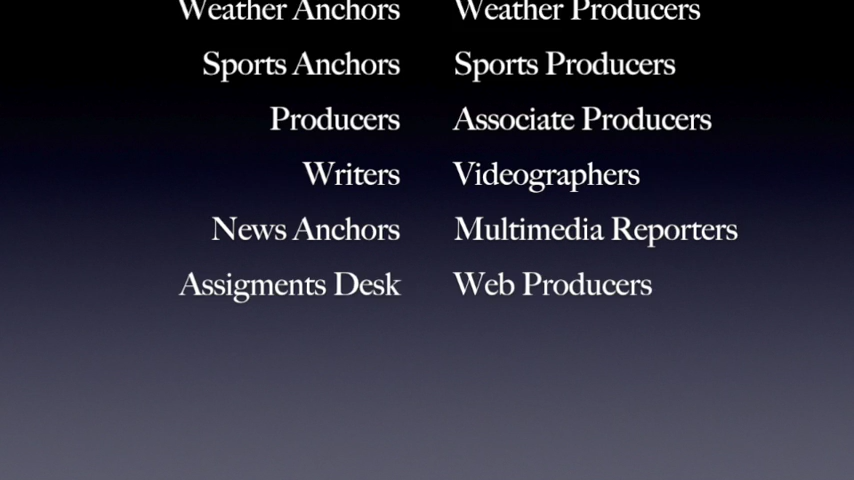 Weather Anchors Weather Producers
Sports Anchors Sports Producers
Producers Associate Producers
Writers Videographers
News Anchors Multimedia Reporters
Assigments Desk Web Producers